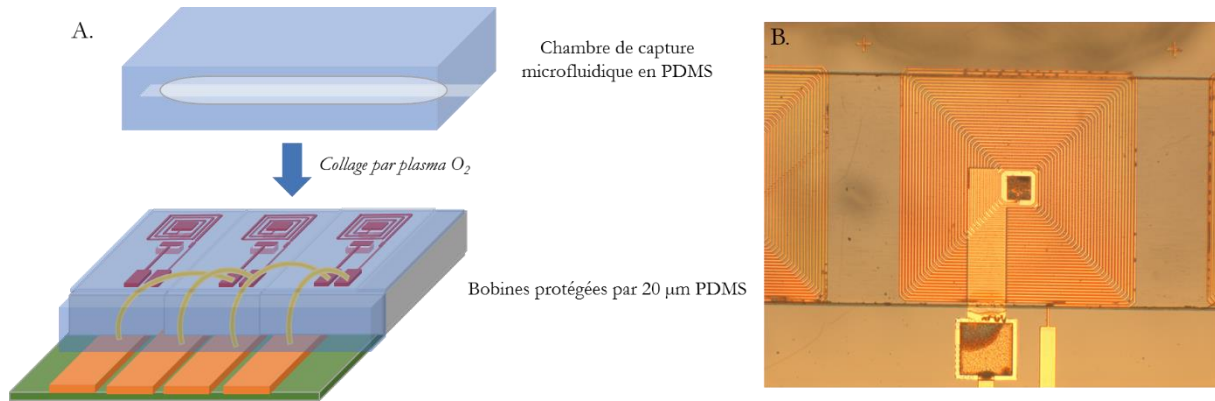 A.
Chambre de capture
microfluidique en PDMS
Collage par plasma O₂
Bobines protégées par 20 µm PDMS
B.